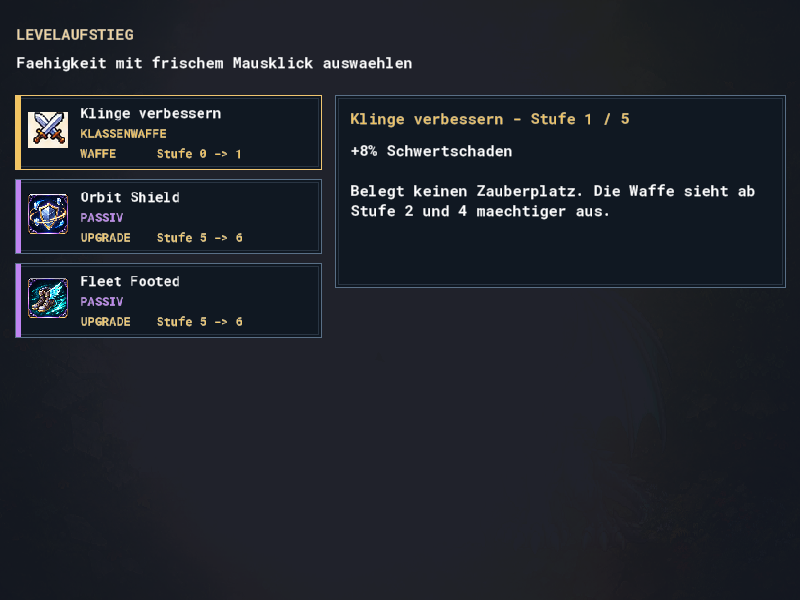 LEVELAUFSTIEG
Faehigkeit mit frischem Mausklick auswaehlen
Klinge verbessern
KLASSENWAFFE
WAFFE Stufe 0 -> 1
Orbit Shield
PASSIV
UPGRADE Stufe 5 -> 6
Fleet Footed
PASSIV
UPGRADE Stufe 5 -> 6
Klinge verbessern - Stufe 1 / 5
+8% Schwertschaden
Belegt keinen Zauberplatz. Die Waffe sieht ab
Stufe 2 und 4 maechtiger aus.